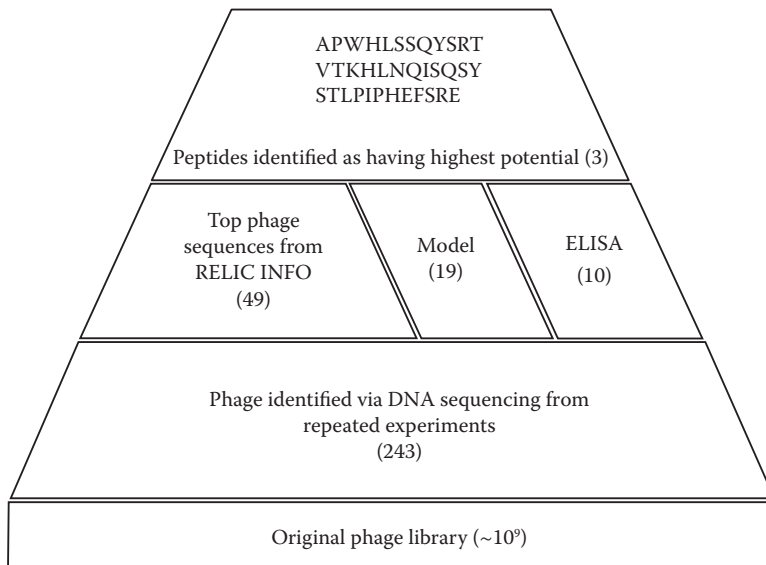 APWHLSSQYSRT
VTKHLNQISQSY
STLPIPHEFSRE
Peptides identified as having highest potential (3)
Top phage
sequences from
RELIC INFO
(49)
Model
(19)
ELISA
(10)
Phage identified via DNA sequencing from
repeated experiments
(243)
Original phage library (~10⁹)